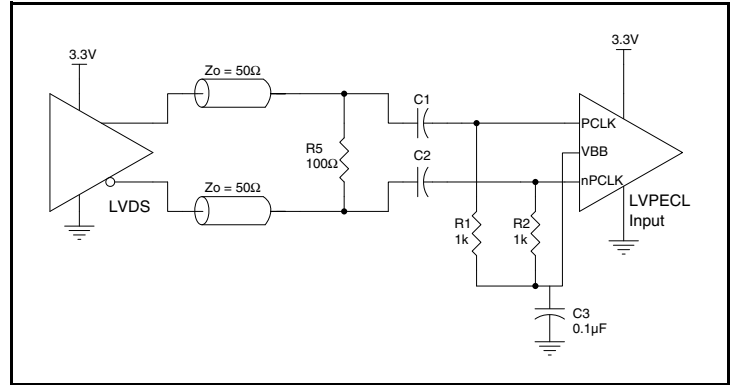 3.3V
3.3V
Zo = 50Ω
C1
PCLK
R5
100Ω
VBB
C2
Zo = 50Ω
nPCLK
LVDS
LVPECL
Input
R1
1k
R2
1k
C3
0.1µF